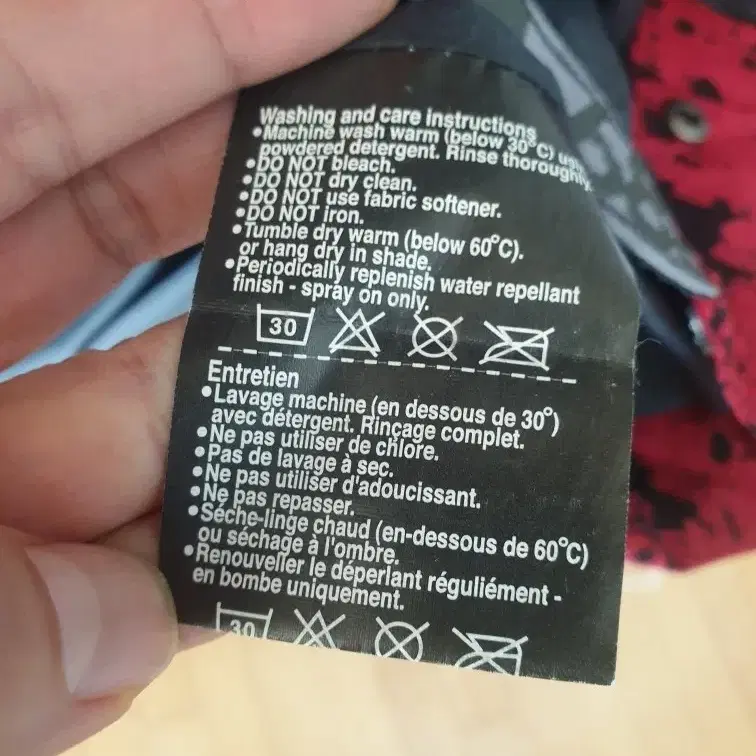 Washing and care instructions
•Machine wash warm (below 30°C)
powdered detergent. Rinse thoroughly.
•DO NOT bleach.
•DO NOT dry clean.
•DO NOT use fabric softener.
•DO NOT iron.
•Tumble dry warm (below 60°C).
or hang dry in shade.
•Periodically replenish water repellant
finish - spray on only.
30
Entretien
•Lavage machine (en dessous de 30°)
avec détergent. Rinçage complet.
•Ne pas utiliser de chlore.
•Pas de lavage à sec.
•Ne pas utiliser d'adoucissant.
•Ne pas repasser.
•Séche-linge chaud (en-dessous de 60°C)
ou séchage à l'ombre.
•Renouveller le déperlant réguliément -
en bombe uniquement.
30